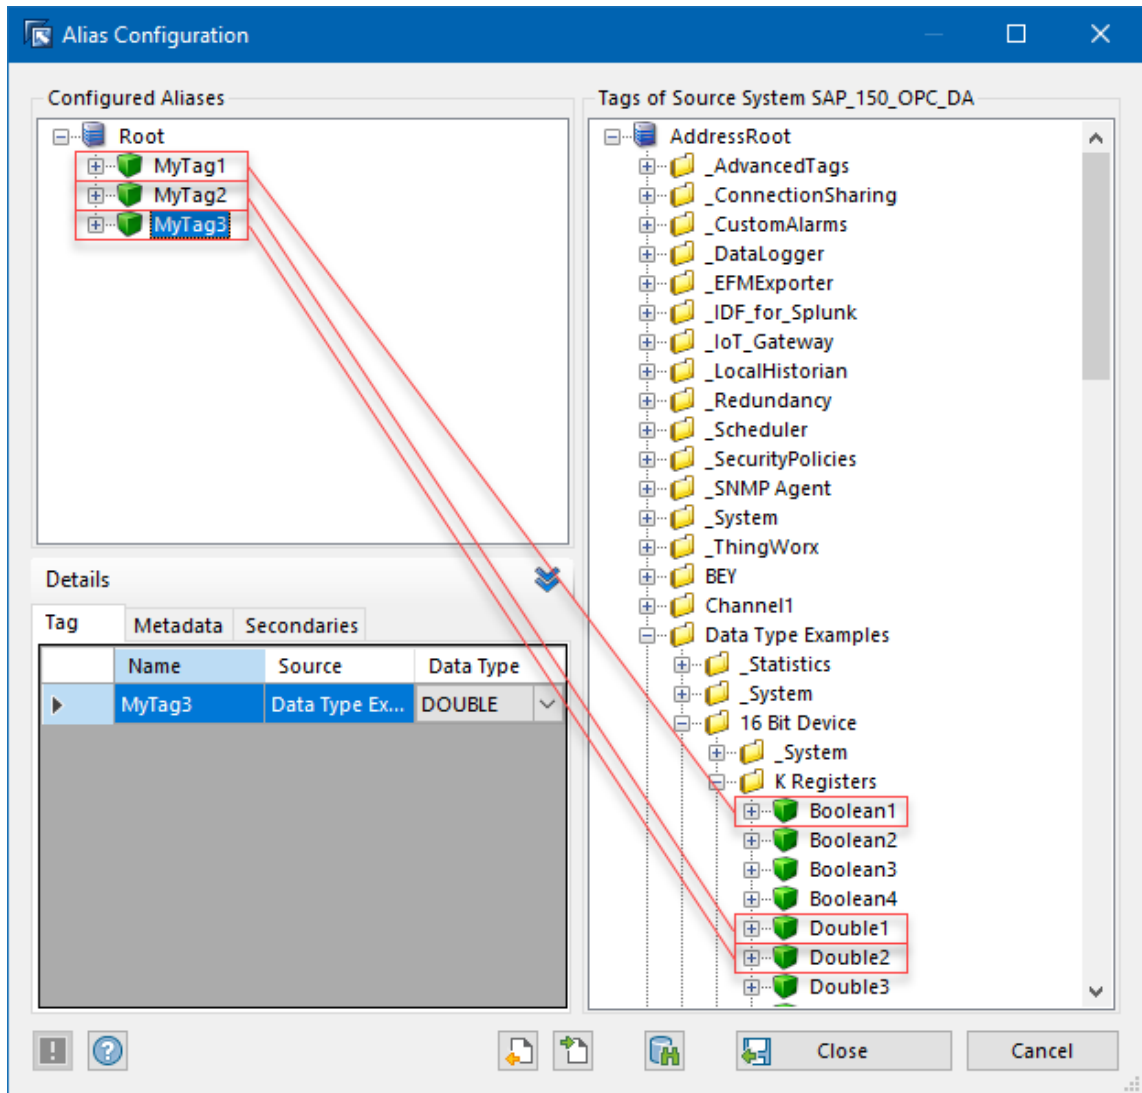 Alias Configuration
Configured Aliases
Root
MyTag1
MyTag2
MyTag3
Details
Tag Metadata Secondaries
Name Source Data Type
MyTag3 Data Type Ex... DOUBLE
Tags of Source System SAP_150_OPC_DA
AddressRoot
_AdvancedTags
_ConnectionSharing
_CustomAlarms
_DataLogger
_EFMExporter
_IDF_for_Splunk
_IoT_Gateway
_LocalHistorian
_Redundancy
_Scheduler
_SecurityPolicies
_SNMP Agent
_System
_ThingWorx
BEY
Channel1
Data Type Examples
_Statistics
_System
16 Bit Device
_System
K Registers
Boolean1
Boolean2
Boolean3
Boolean4
Double1
Double2
Double3
Close Cancel